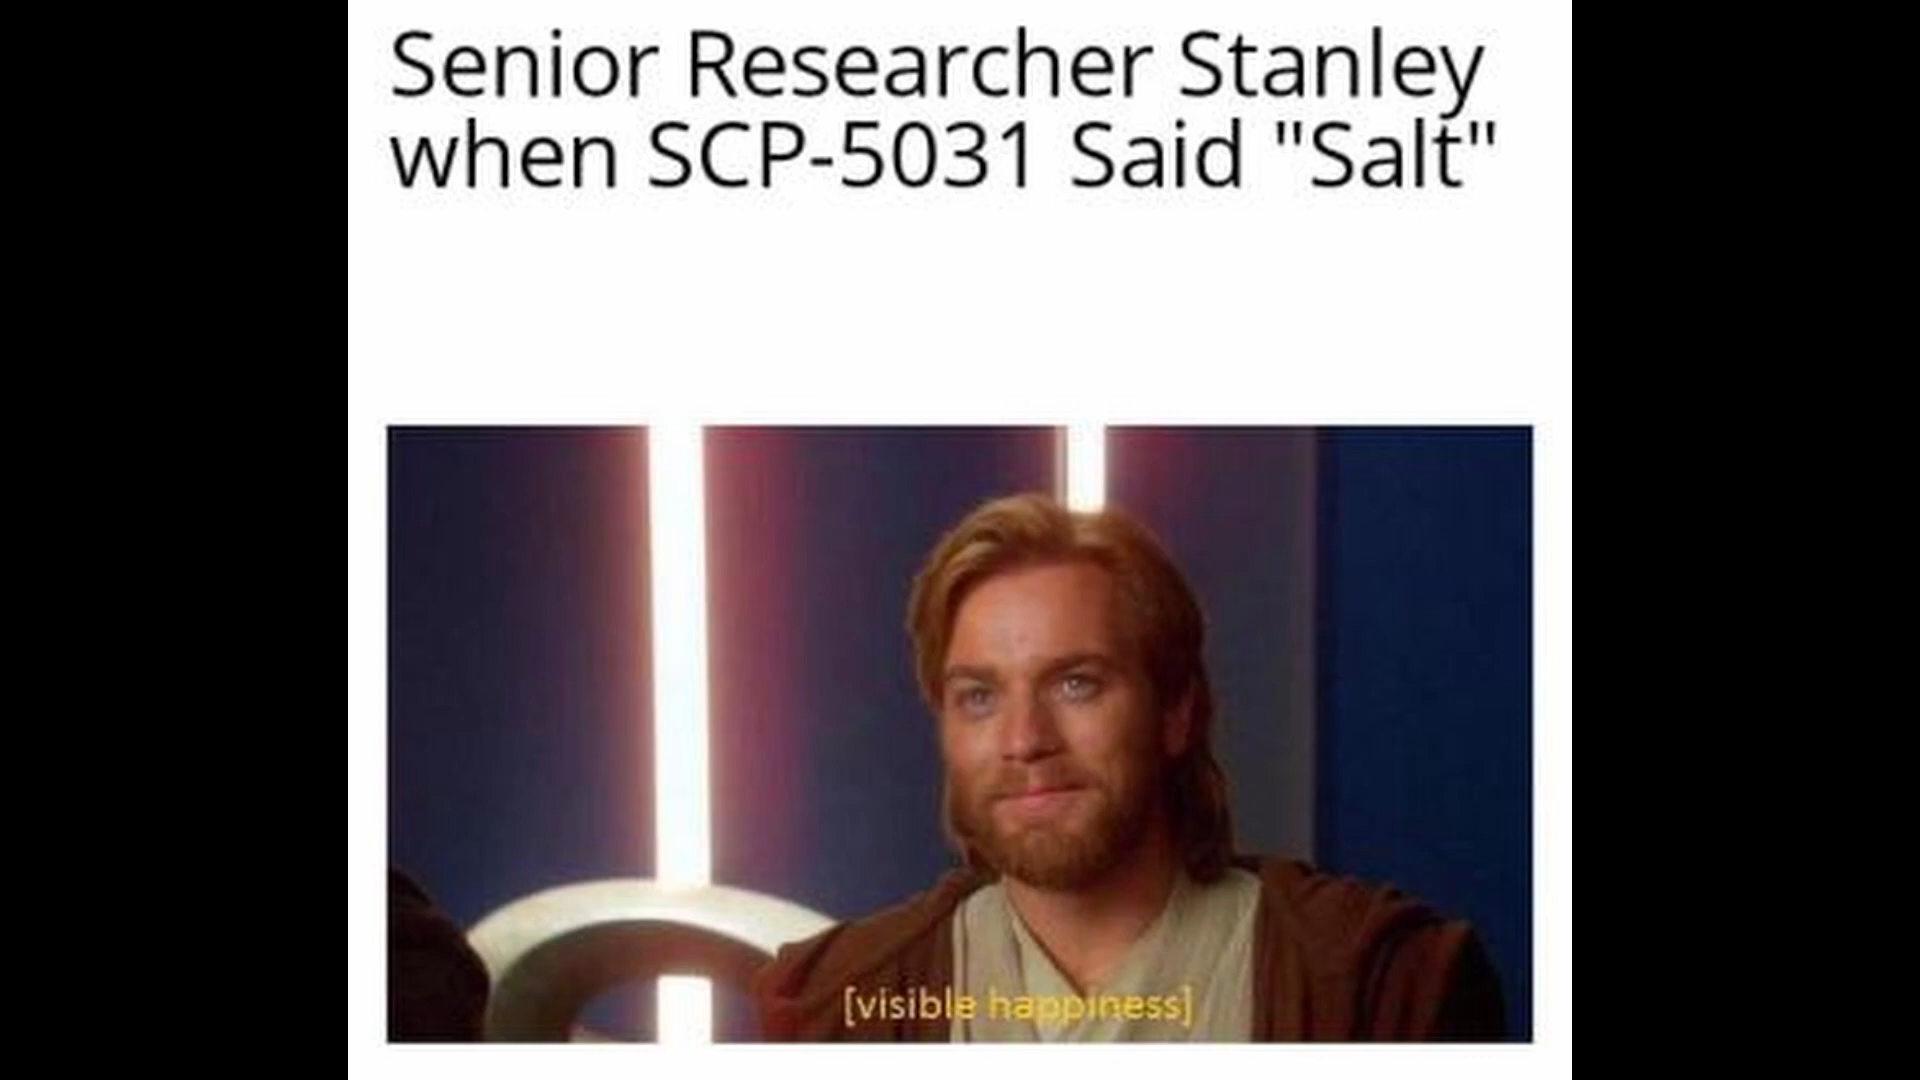 Senior Researcher Stanley
when SCP-5031 Said "Salt"
[visible happiness]